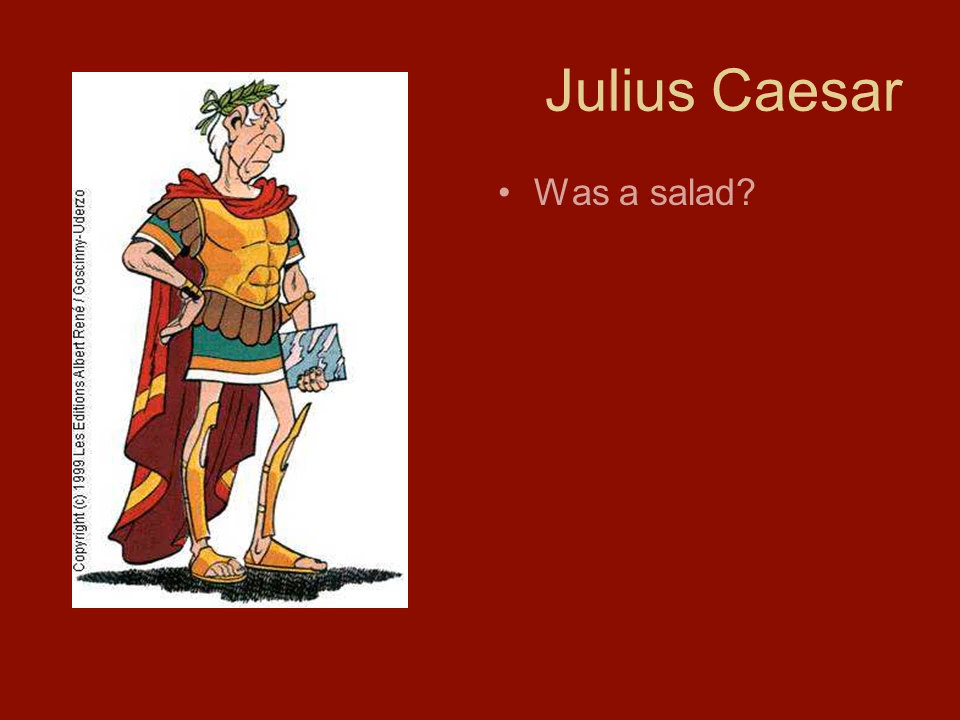 Julius Caesar
• Was a salad?
Copyright (c) 1999 Les Editions Albert René / Goscinny-Uderzo